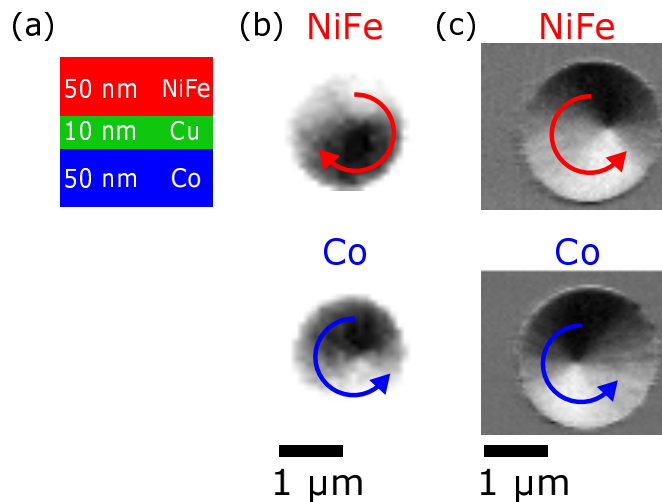 (a)
50 nm NiFe
10 nm Cu
50 nm Co
(b)
NiFe
Co
1 μm
(c)
NiFe
Co
1 μm